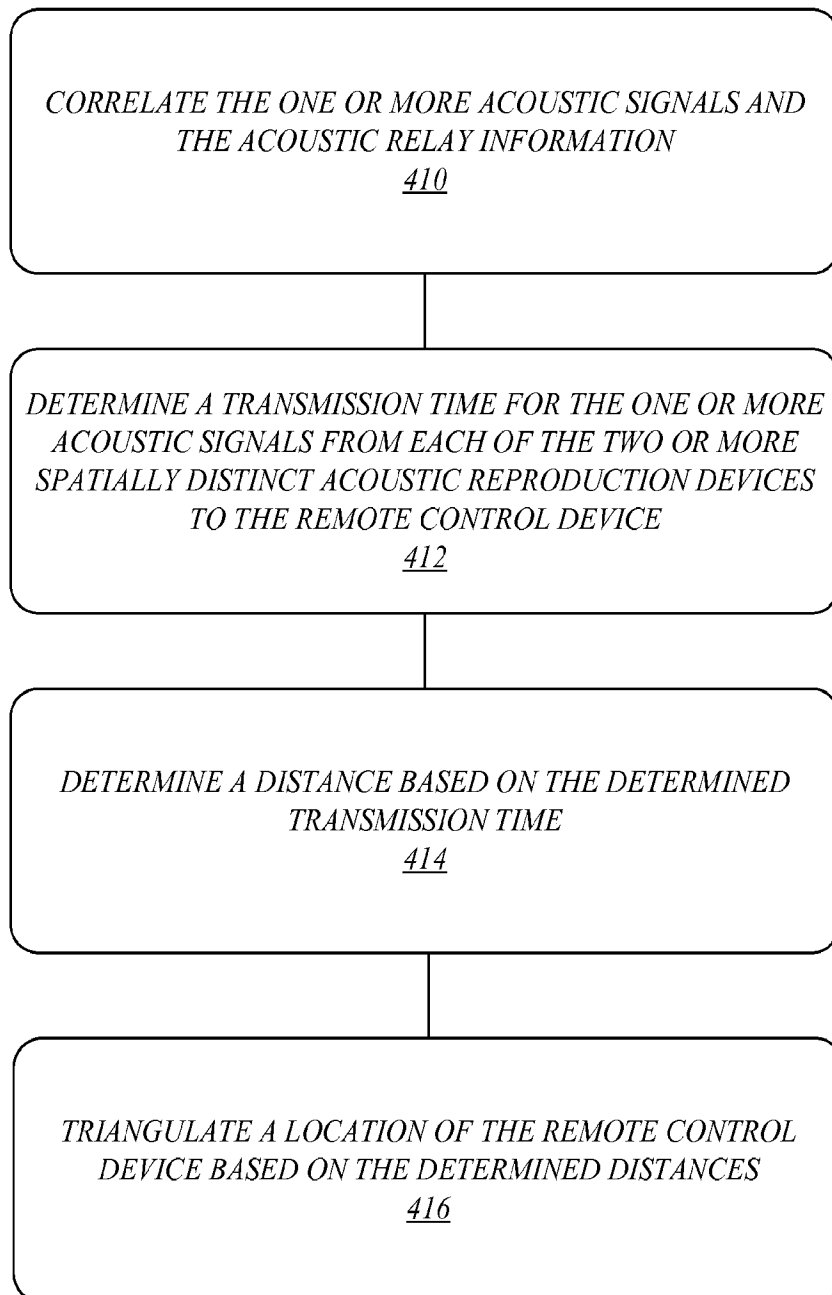 CORRELATE THE ONE OR MORE ACOUSTIC SIGNALS AND
THE ACOUSTIC RELAY INFORMATION
410
DETERMINE A TRANSMISSION TIME FOR THE ONE OR MORE
ACOUSTIC SIGNALS FROM EACH OF THE TWO OR MORE
SPATIALLY DISTINCT ACOUSTIC REPRODUCTION DEVICES
TO THE REMOTE CONTROL DEVICE
412
DETERMINE A DISTANCE BASED ON THE DETERMINED
TRANSMISSION TIME
414
TRIANGULATE A LOCATION OF THE REMOTE CONTROL
DEVICE BASED ON THE DETERMINED DISTANCES
416